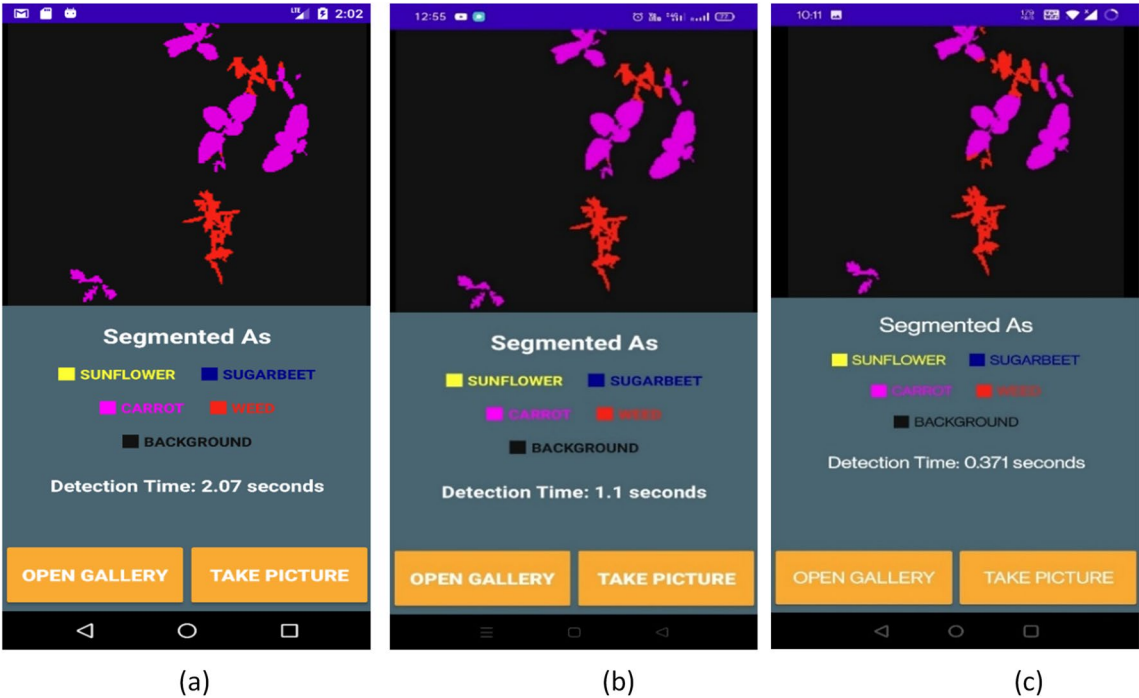 2:02
Segmented As
SUNFLOWER SUGARBEET
CARROT WEED
BACKGROUND
Detection Time: 2.07 seconds
OPEN GALLERY TAKE PICTURE
(a)
12:55
Segmented As
SUNFLOWER SUGARBEET
CARROT WEED
BACKGROUND
Detection Time: 1.1 seconds
OPEN GALLERY TAKE PICTURE
(b)
10:11
Segmented As
SUNFLOWER SUGARBEET
CARROT WEED
BACKGROUND
Detection Time: 0.371 seconds
OPEN GALLERY TAKE PICTURE
(c)